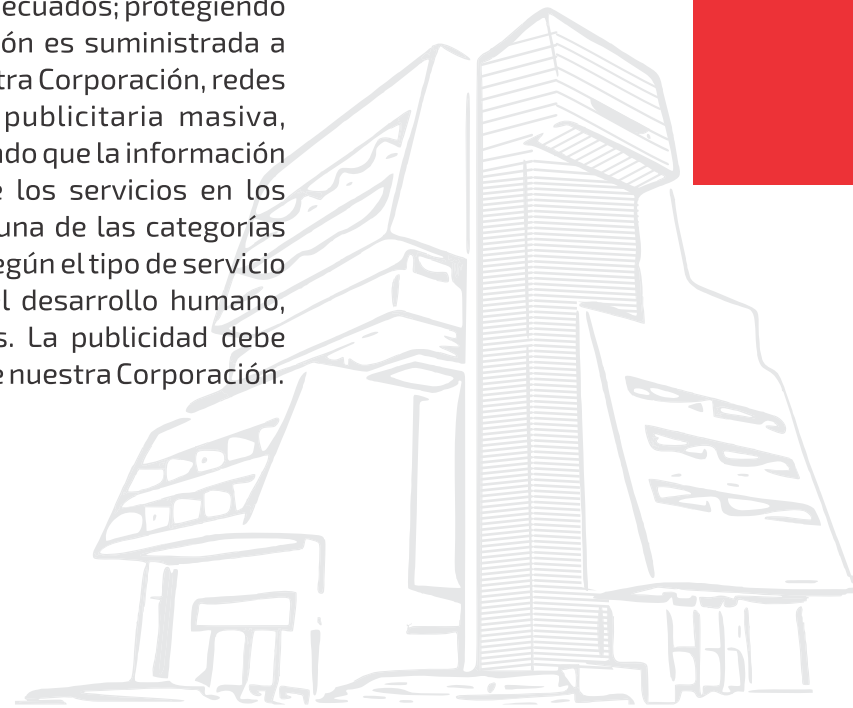 ecuados; protegiendo
ón es suministrada a
tra Corporación, redes
publicitaria masiva,
ndo que la información
e los servicios en los
una de las categorías
egún el tipo de servicio
l desarrollo humano,
s. La publicidad debe
e nuestra Corporación.